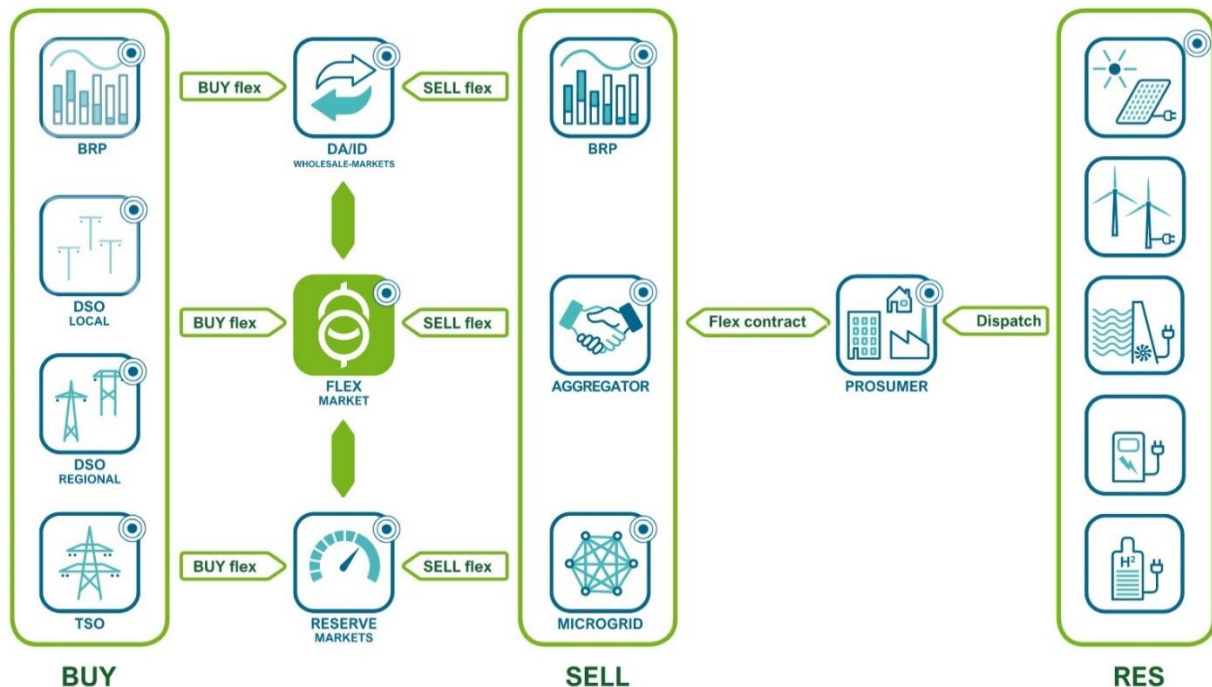 BRP
BUY flex
DA/ID
WHOLESALE-MARKETS
SELL flex
BRP
DSO
LOCAL
BUY flex
FLEX
MARKET
SELL flex
AGGREGATOR
Flex contract
PROSUMER
Dispatch
DSO
REGIONAL
TSO
BUY flex
RESERVE
MARKETS
SELL flex
MICROGRID
H²
BUY
SELL
RES